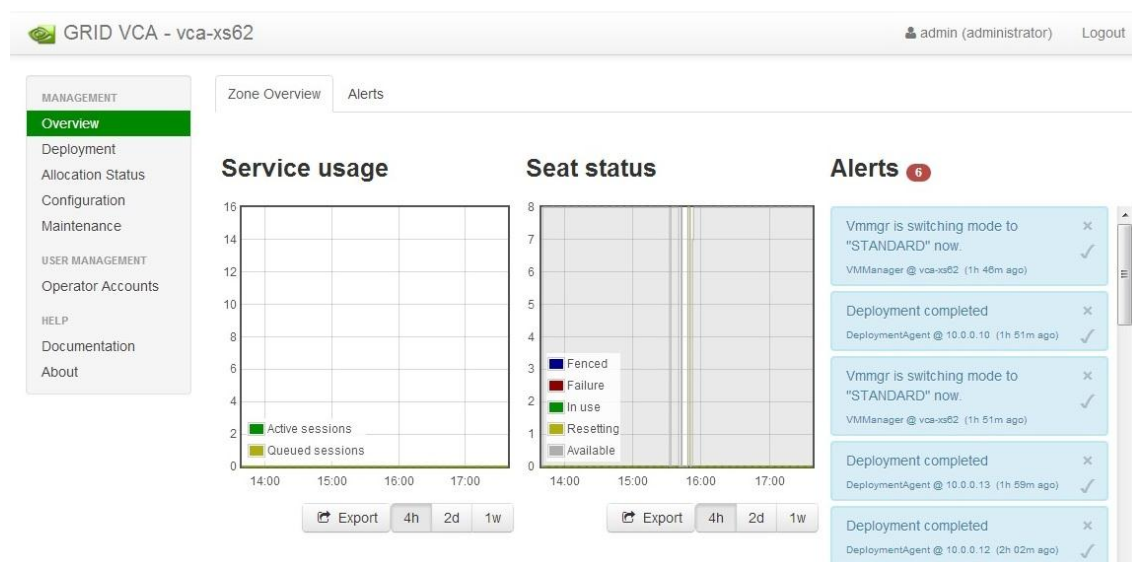 GRID VCA - vca-xs62
admin (administrator)
Logout
MANAGEMENT
Overview
Deployment
Allocation Status
Configuration
Maintenance
USER MANAGEMENT
Operator Accounts
HELP
Documentation
About
Zone Overview
Alerts
Service usage
16
14
12
10
8
6
4
2
0
Active sessions
Queued sessions
14:00 15:00 16:00 17:00
Export 4h 2d 1w
Seat status
8
7
6
5
4
3
2
1
0
Fenced
Failure
In use
Resetting
Available
14:00 15:00 16:00 17:00
Export 4h 2d 1w
Alerts 6
Vmmgr is switching mode to
"STANDARD" now.
VMManager @ vca-xs62 (1h 46m ago)
Deployment completed
DeploymentAgent @ 10.0.0.10 (1h 51m ago)
Vmmgr is switching mode to
"STANDARD" now.
VMManager @ vca-xs62 (1h 51m ago)
Deployment completed
DeploymentAgent @ 10.0.0.13 (1h 59m ago)
Deployment completed
DeploymentAgent @ 10.0.0.12 (2h 02m ago)